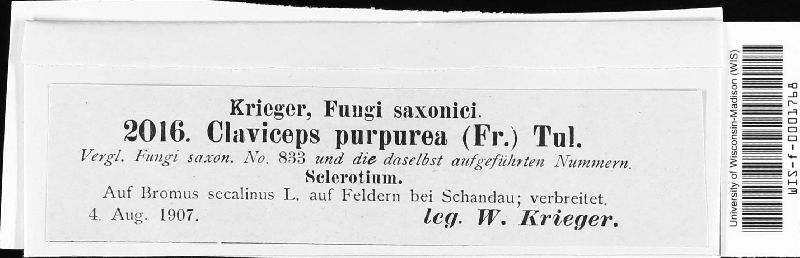 Krieger, Fungi saxonici.
2016. Claviceps purpurea (Fr.) Tul.
Vergl. Fungi saxon. No. 833 und die daselbst aufgeführten Nummern.
Sclerotium.
Auf Bromus secalinus L. auf Feldern bei Schandau; verbreitet.
4. Aug. 1907. leg. W. Krieger.
University of Wisconsin-Madison (WIS)
WIS-f-0001768